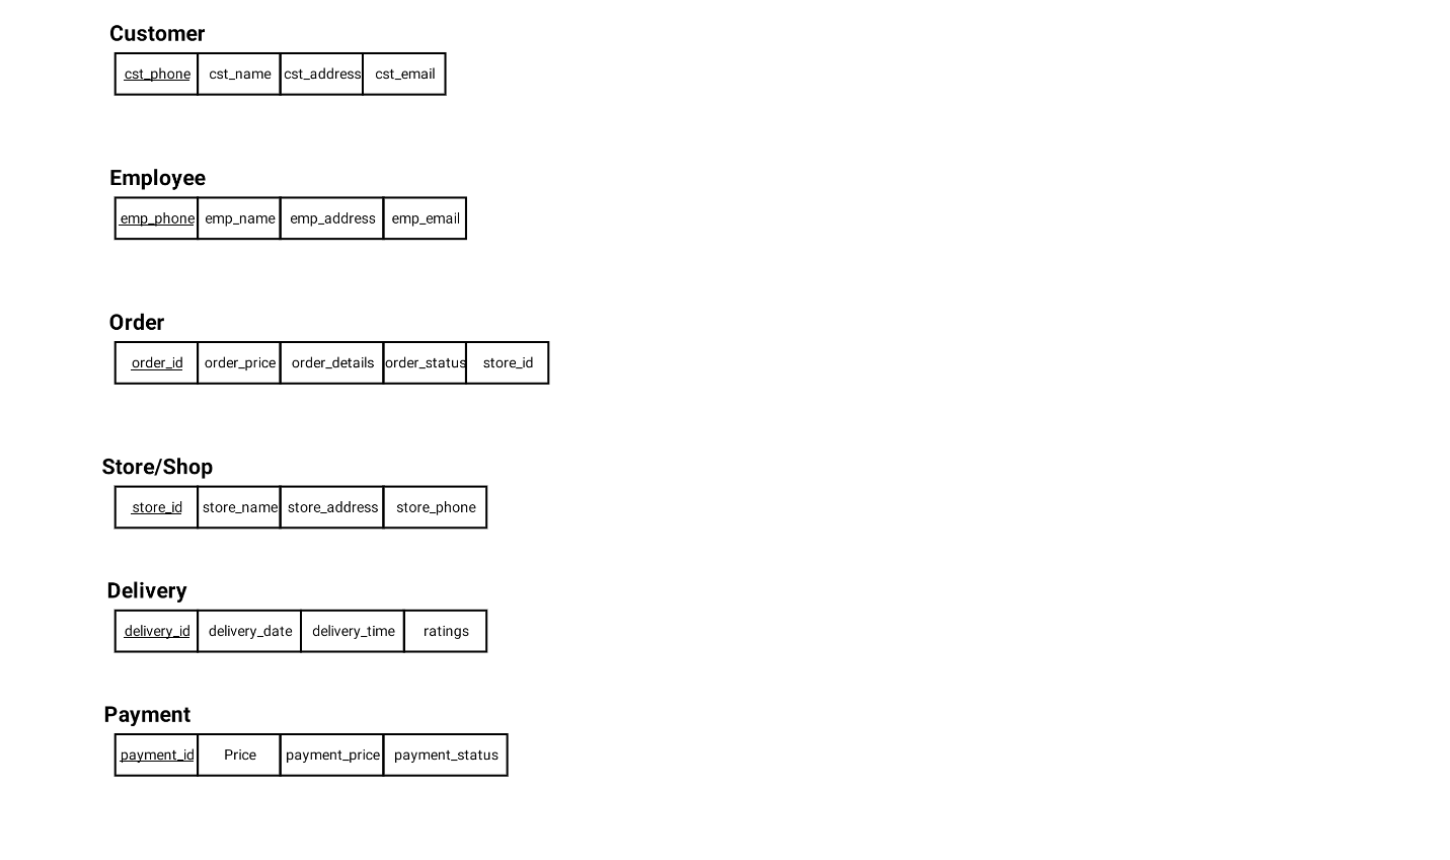 Customer
cst_phone cst_name cst_address cst_email
Employee
emp_phone emp_name emp_address emp_email
Order
order_id order_price order_details order_status store_id
Store/Shop
store_id store_name store_address store_phone
Delivery
delivery_id delivery_date delivery_time ratings
Payment
payment_id Price payment_price payment_status